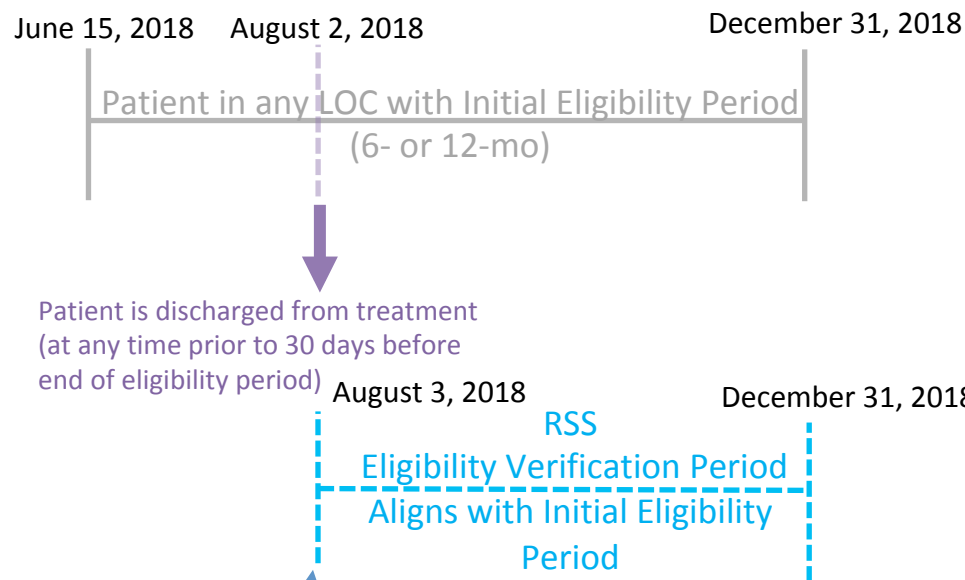 June 15, 2018 August 2, 2018 December 31, 2018
Patient in any LOC with Initial Eligibility Period
(6- or 12-mo)
Patient is discharged from treatment
(at any time prior to 30 days before
end of eligibility period)
August 3, 2018 December 31, 2018
RSS
Eligibility Verification Period
Aligns with Initial Eligibility
Period